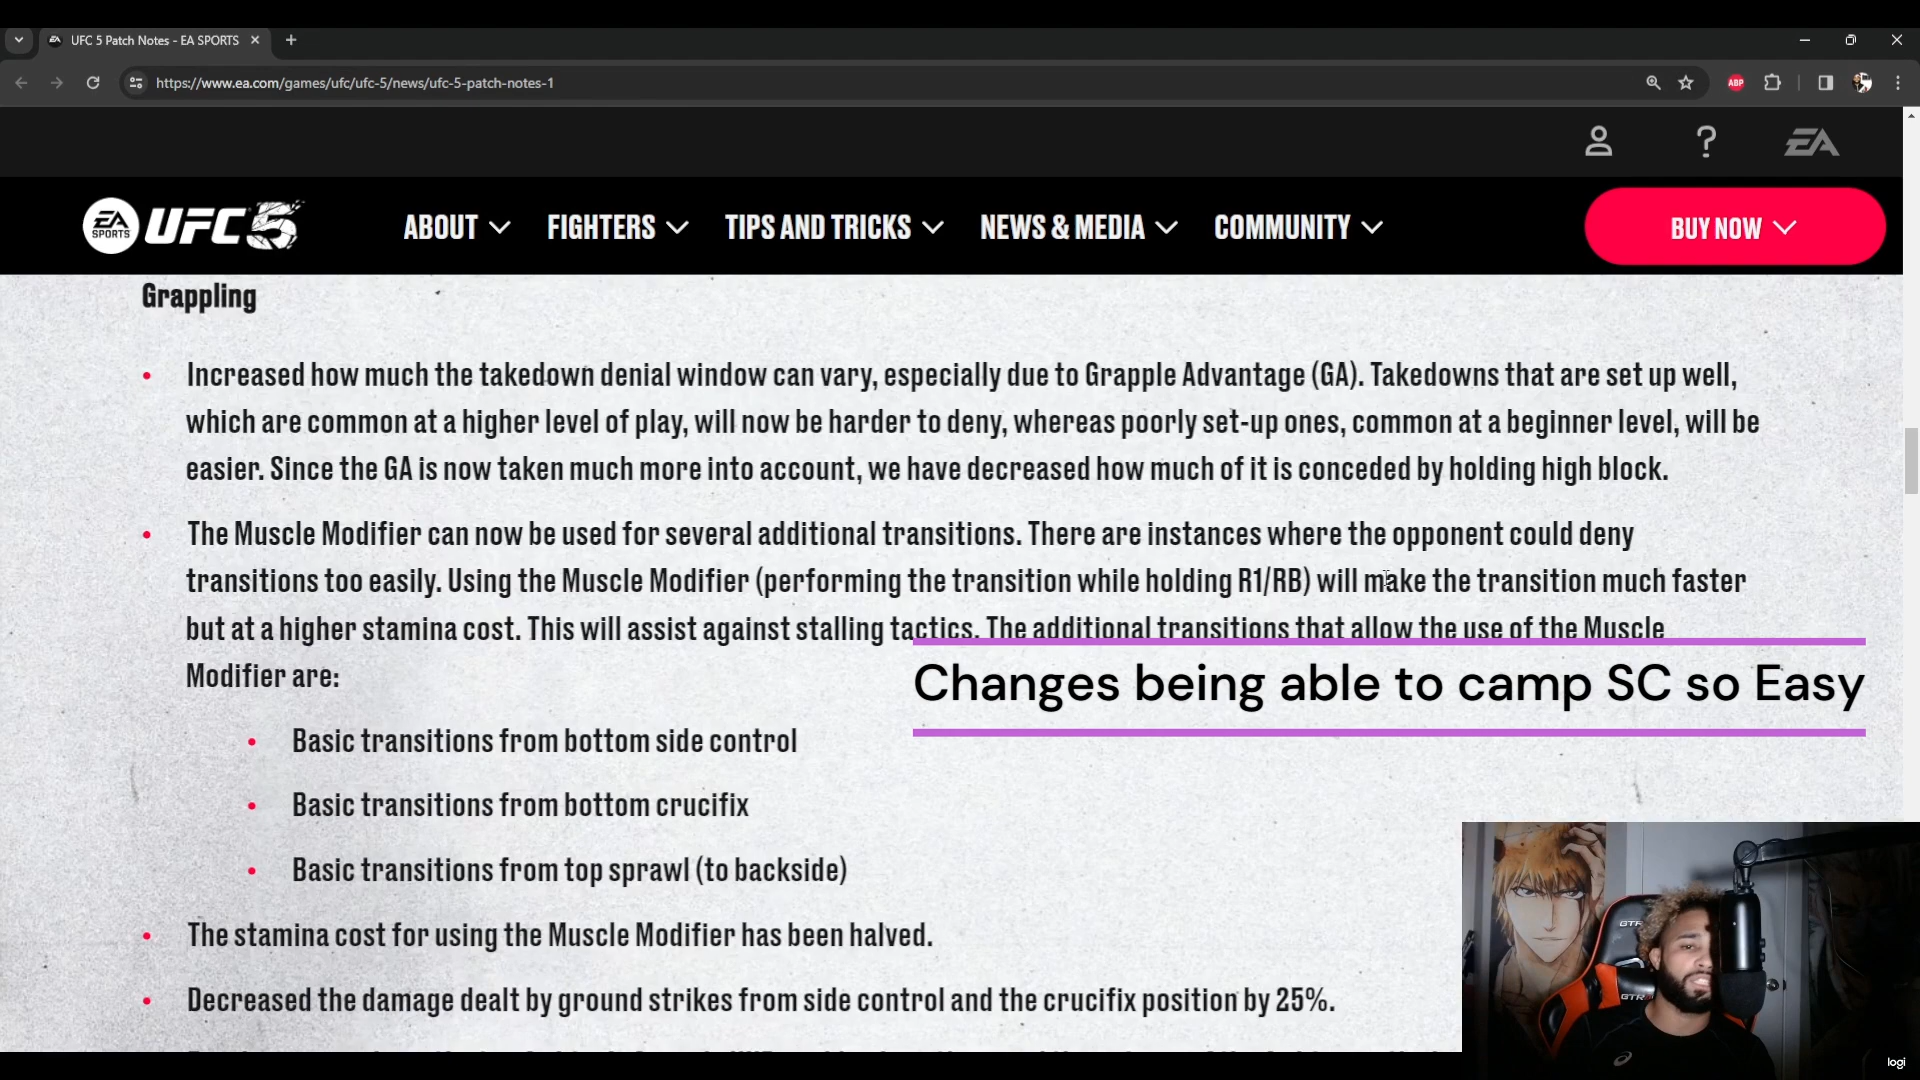 UFC 5 Patch Notes - EA SPORTS
https://www.ea.com/games/ufc/ufc-5/news/ufc-5-patch-notes-1
ABP
EA
EA SPORTS UFC 5
ABOUT
FIGHTERS
TIPS AND TRICKS
NEWS & MEDIA
COMMUNITY
BUY NOW
Grappling
• Increased how much the takedown denial window can vary, especially due to Grapple Advantage (GA). Takedowns that are set up well,
which are common at a higher level of play, will now be harder to deny, whereas poorly set-up ones, common at a beginner level, will be
easier. Since the GA is now taken much more into account, we have decreased how much of it is conceded by holding high block.
• The Muscle Modifier can now be used for several additional transitions. There are instances where the opponent could deny
transitions too easily. Using the Muscle Modifier (performing the transition while holding R1/RB) will make the transition much faster
but at a higher stamina cost. This will assist against stalling tactics. The additional transitions that allow the use of the Muscle
Modifier are:
Changes being able to camp SC so Easy
• Basic transitions from bottom side control
• Basic transitions from bottom crucifix
• Basic transitions from top sprawl (to backside)
• The stamina cost for using the Muscle Modifier has been halved.
• Decreased the damage dealt by ground strikes from side control and the crucifix position by 25%.
GTR
GTR
logi